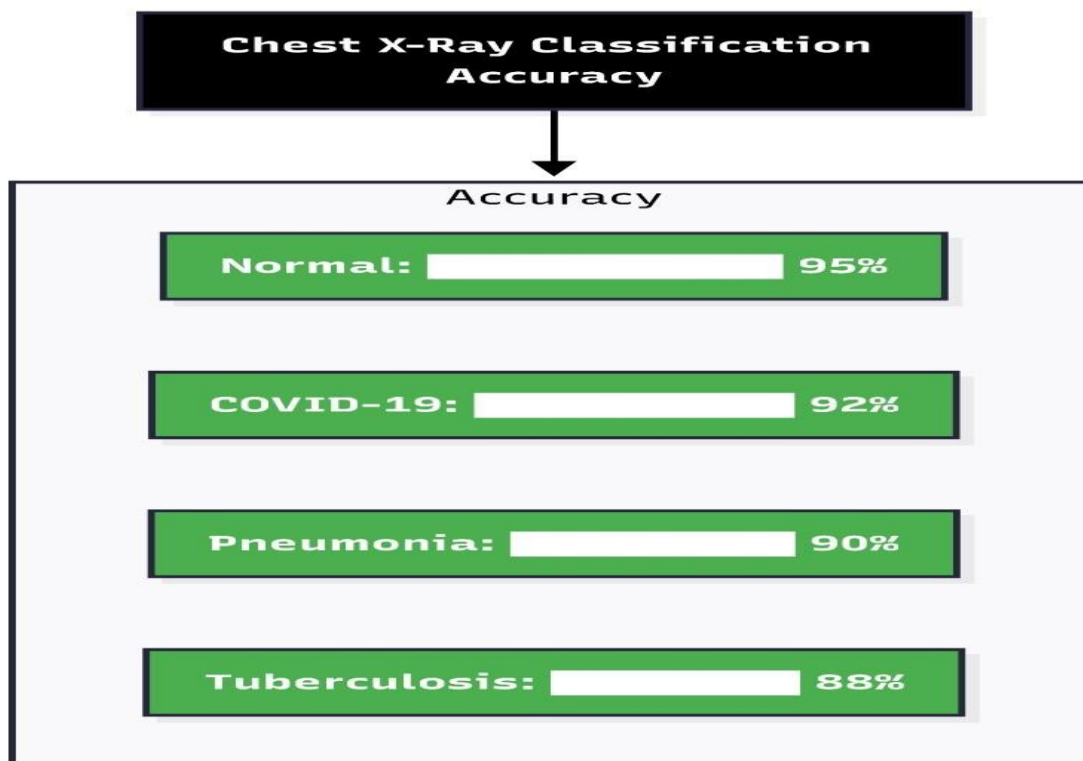 Chest X-Ray Classification
Accuracy
Accuracy
Normal: 95%
COVID-19: 92%
Pneumonia: 90%
Tuberculosis: 88%